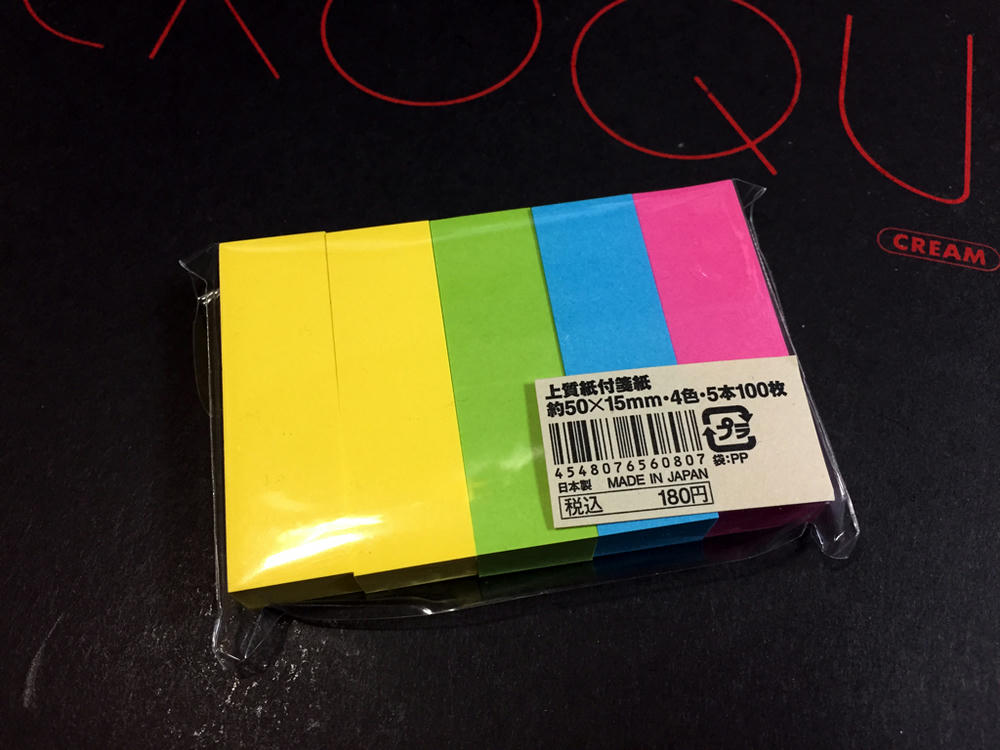 CROQU
CREAM
上質紙付箋紙
約50×15mm・4色・5本100枚
4548076560807
プラ
袋:PP
日本製 MADE IN JAPAN
税込 180円